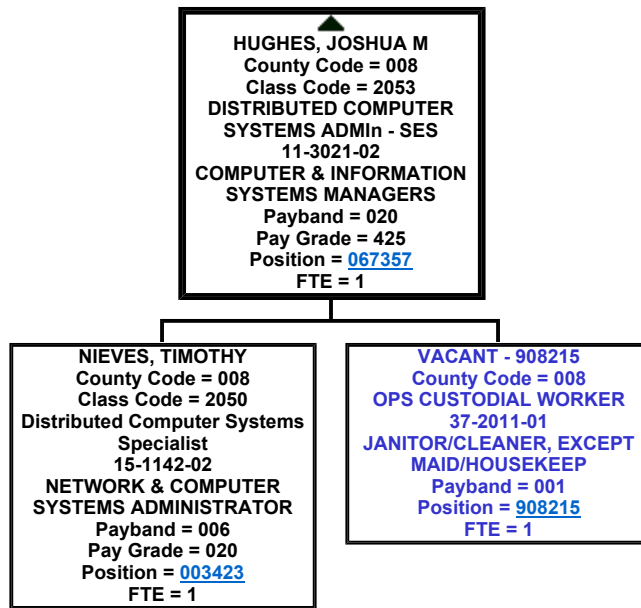 HUGHES, JOSHUA M
County Code = 008
Class Code = 2053
DISTRIBUTED COMPUTER
SYSTEMS ADMIn - SES
11-3021-02
COMPUTER & INFORMATION
SYSTEMS MANAGERS
Payband = 020
Pay Grade = 425
Position = 067357
FTE = 1
NIEVES, TIMOTHY
County Code = 008
Class Code = 2050
Distributed Computer Systems
Specialist
15-1142-02
NETWORK & COMPUTER
SYSTEMS ADMINISTRATOR
Payband = 006
Pay Grade = 020
Position = 003423
FTE = 1
VACANT - 908215
County Code = 008
OPS CUSTODIAL WORKER
37-2011-01
JANITOR/CLEANER, EXCEPT
MAID/HOUSEKEEP
Payband = 001
Position = 908215
FTE = 1